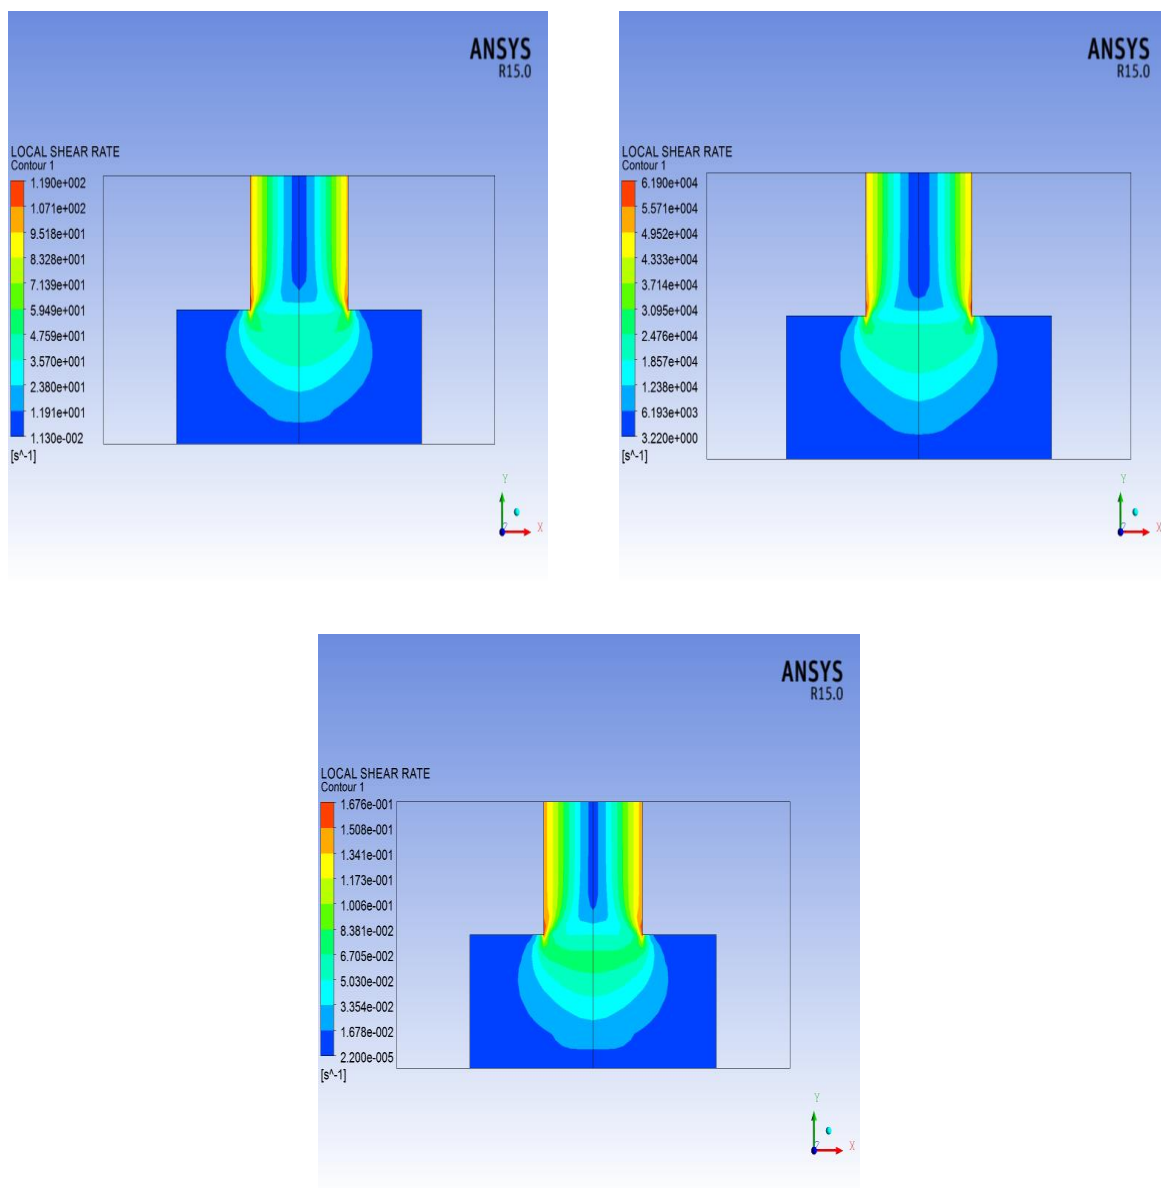 ANSYS
R15.0
LOCAL SHEAR RATE
Contour 1
1.190e+002
1.071e+002
9.518e+001
8.328e+001
7.139e+001
5.949e+001
4.759e+001
3.570e+001
2.380e+001
1.191e+001
1.130e-002
[s^-1]
Y
Z
X
ANSYS
R15.0
LOCAL SHEAR RATE
Contour 1
6.190e+004
5.571e+004
4.952e+004
4.333e+004
3.714e+004
3.095e+004
2.476e+004
1.857e+004
1.238e+004
6.193e+003
3.220e+000
[s^-1]
Y
Z
X
ANSYS
R15.0
LOCAL SHEAR RATE
Contour 1
1.676e-001
1.508e-001
1.341e-001
1.173e-001
1.006e-001
8.381e-002
6.705e-002
5.030e-002
3.354e-002
1.678e-002
2.200e-005
[s^-1]
Y
Z
X